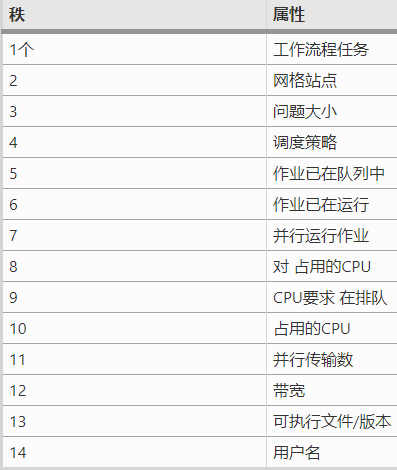 秩 属性
1个 工作流程任务
2 网格站点
3 问题大小
4 调度策略
5 作业已在队列中
6 作业已在运行
7 并行运行作业
8 对 占用的CPU
9 CPU要求 在排队
10 占用的CPU
11 并行传输数
12 带宽
13 可执行文件/版本
14 用户名